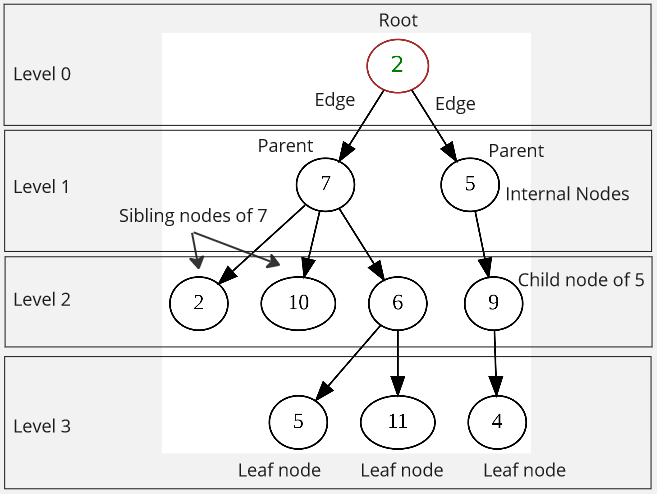 Root
Level 0
2
Edge
Edge
Parent
Parent
Level 1
7
5
Internal Nodes
Sibling nodes of 7
Child node of 5
Level 2
2
10
6
9
Level 3
5
11
4
Leaf node
Leaf node
Leaf node